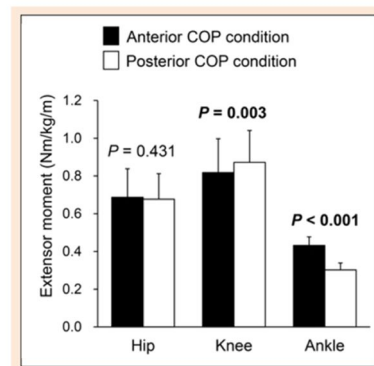 Anterior COP condition
Posterior COP condition
Extensor moment (Nm/kg/m)
1.2
1.0
0.8
0.6
0.4
0.2
0.0
P = 0.431
P = 0.003
P < 0.001
Hip Knee Ankle